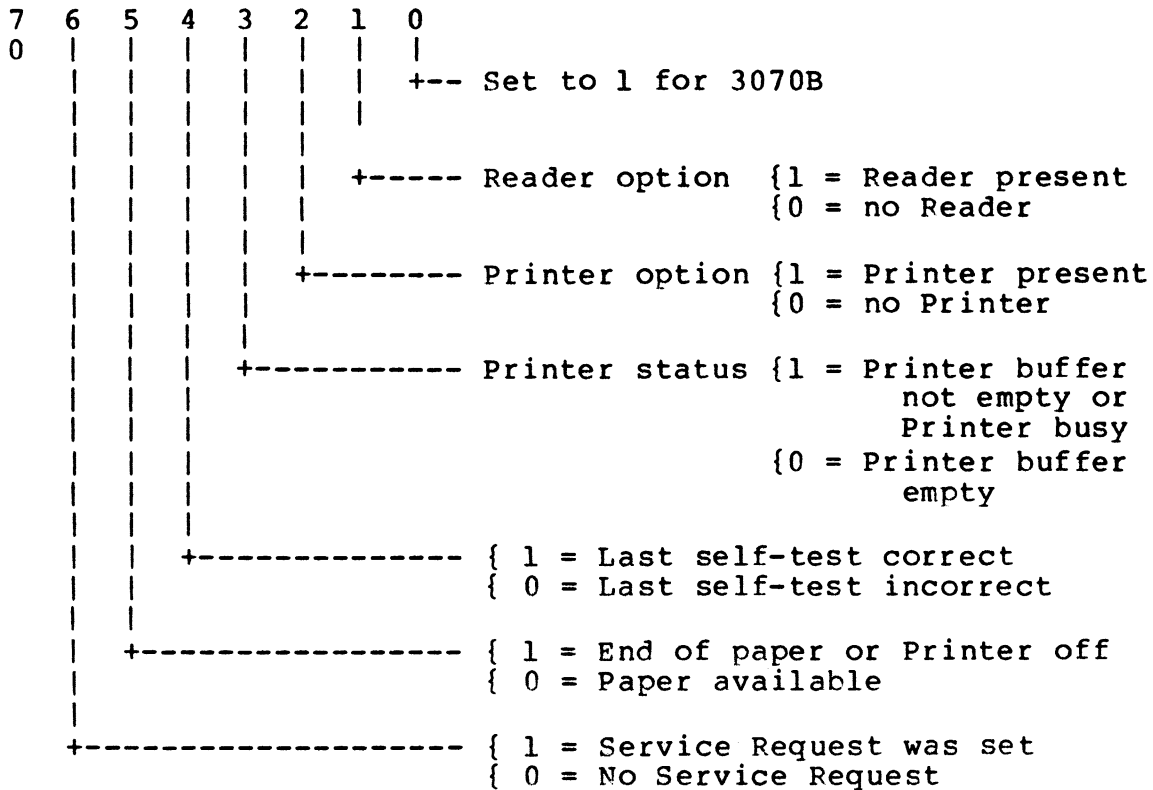 7 6 5 4 3 2 1 0
0 | | | | | | |
| | | | | | +-- Set to 1 for 3070B
| | | | | |
| | | | | +----- Reader option {1 = Reader present
{0 = no Reader
| | | | +-------- Printer option {1 = Printer present
{0 = no Printer
| | | +----------- Printer status {1 = Printer buffer
not empty or
Printer busy
{0 = Printer buffer
empty
| | +-------------- { 1 = Last self-test correct
{ 0 = Last self-test incorrect
| +----------------- { 1 = End of paper or Printer off
{ 0 = Paper available
+-------------------- { 1 = Service Request was set
{ 0 = No Service Request